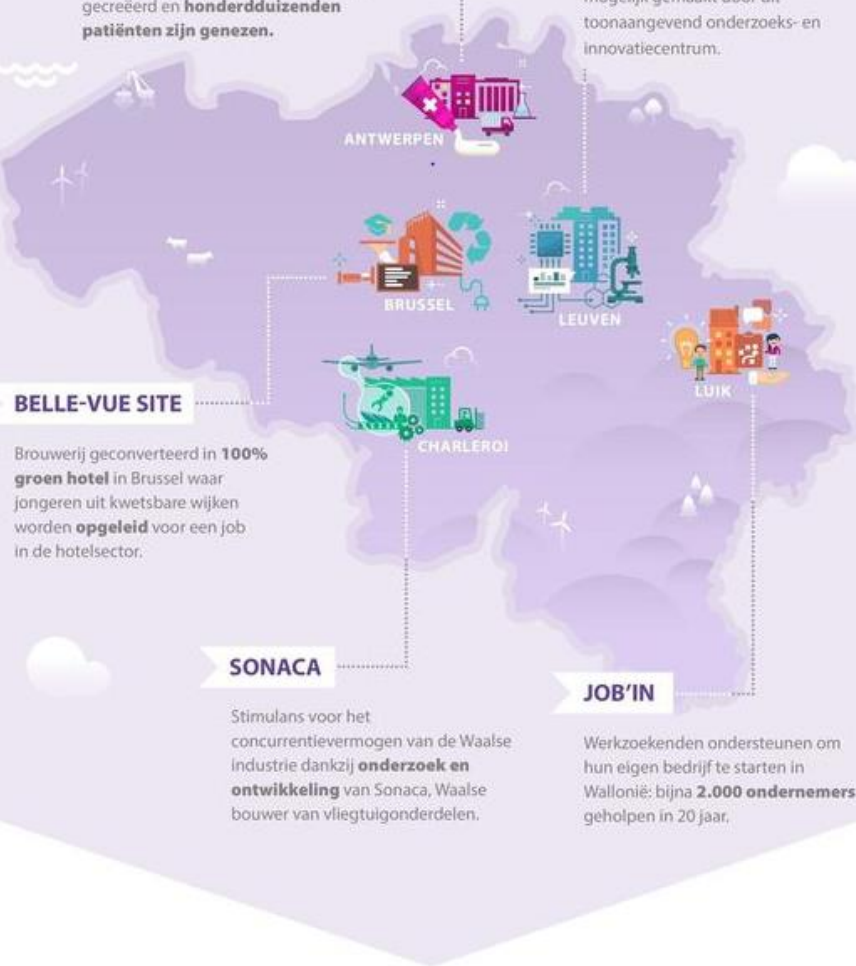 gecreëerd en honderdduizenden
patiënten zijn genezen.
mogelijk gemaakt door dit
toonaangevend onderzoeks- en
innovatiecentrum.
ANTWERPEN
BRUSSEL
LEUVEN
LUIK
CHARLEROI
BELLE-VUE SITE
Brouwerij geconverteerd in 100%
groen hotel in Brussel waar
jongeren uit kwetsbare wijken
worden opgeleid voor een job
in de hotelsector.
SONACA
Stimulans voor het
concurrentievermogen van de Waalse
industrie dankzij onderzoek en
ontwikkeling van Sonaca, Waalse
bouwer van vliegtuigonderdelen.
JOB'IN
Werkzoekenden ondersteunen om
hun eigen bedrijf te starten in
Wallonië: bijna 2.000 ondernemers
geholpen in 20 jaar.